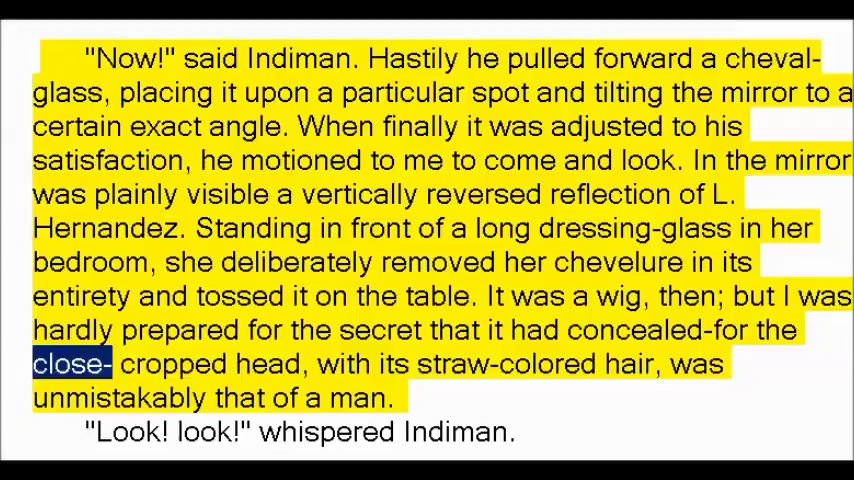 "Now!" said Indiman. Hastily he pulled forward a cheval-
glass, placing it upon a particular spot and tilting the mirror to a
certain exact angle. When finally it was adjusted to his
satisfaction, he motioned to me to come and look. In the mirror
was plainly visible a vertically reversed reflection of L.
Hernandez. Standing in front of a long dressing-glass in her
bedroom, she deliberately removed her chevelure in its
entirety and tossed it on the table. It was a wig, then; but I was
hardly prepared for the secret that it had concealed-for the
close- cropped head, with its straw-colored hair, was
unmistakably that of a man.
"Look! look!" whispered Indiman.